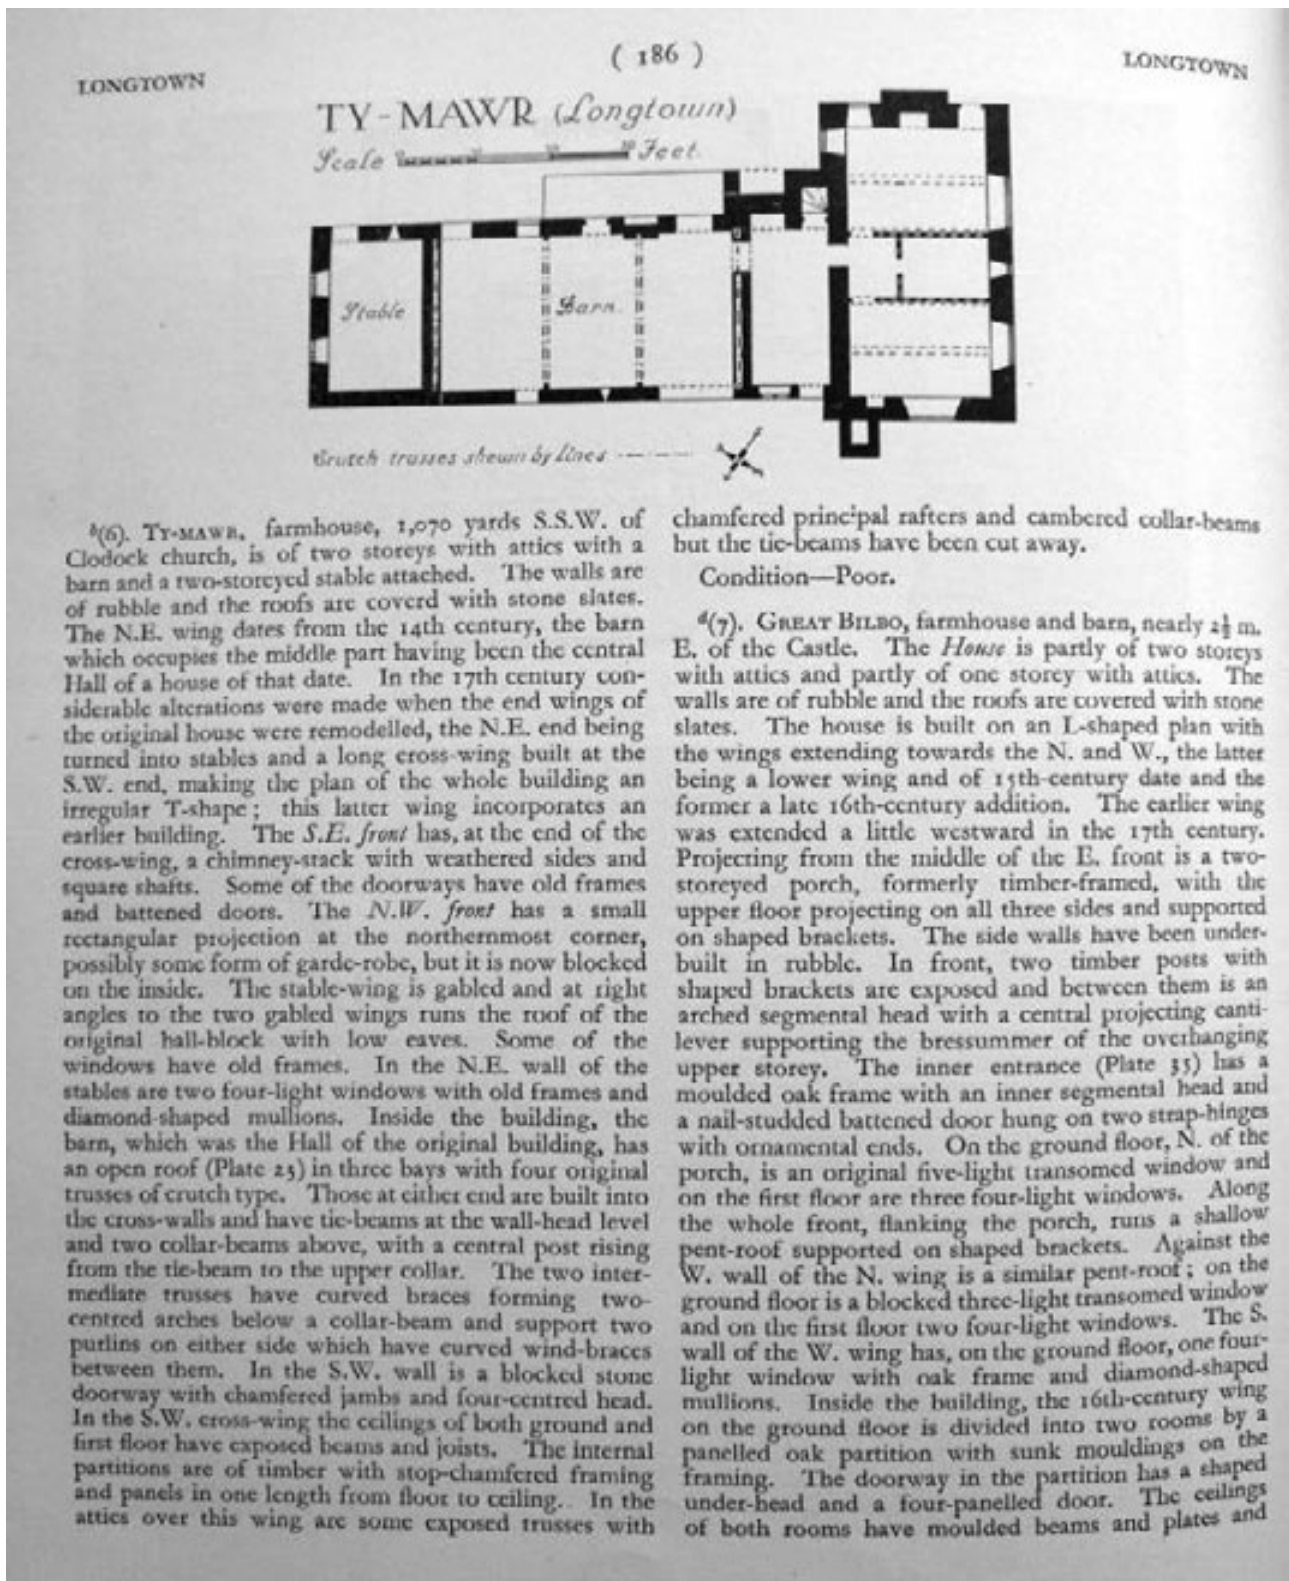 ( 186 )
LONGTOWN
LONGTOWN
TY-MAWR (Longtown)
Scale Feet.
Stable
Barn.
Crutch trusses shewn by lines
b(6). TY-MAWR, farmhouse, 1,070 yards S.S.W. of
Clodock church, is of two storeys with attics with a
barn and a two-storeyed stable attached. The walls are
of rubble and the roofs are coverd with stone slates.
The N.E. wing dates from the 14th century, the barn
which occupies the middle part having been the central
Hall of a house of that date. In the 17th century con-
siderable alterations were made when the end wings of
the original house were remodelled, the N.E. end being
turned into stables and a long cross-wing built at the
S.W. end, making the plan of the whole building an
irregular T-shape; this latter wing incorporates an
earlier building. The S.E. front has, at the end of the
cross-wing, a chimney-stack with weathered sides and
square shafts. Some of the doorways have old frames
and battened doors. The N.W. front has a small
rectangular projection at the northernmost corner,
possibly some form of garde-robe, but it is now blocked
on the inside. The stable-wing is gabled and at right
angles to the two gabled wings runs the roof of the
original hall-block with low eaves. Some of the
windows have old frames. In the N.E. wall of the
stables are two four-light windows with old frames and
diamond-shaped mullions. Inside the building, the
barn, which was the Hall of the original building, has
an open roof (Plate 25) in three bays with four original
trusses of crutch type. Those at either end are built into
the cross-walls and have tie-beams at the wall-head level
and two collar-beams above, with a central post rising
from the tie-beam to the upper collar. The two inter-
mediate trusses have curved braces forming two-
centred arches below a collar-beam and support two
purlins on either side which have curved wind-braces
between them. In the S.W. wall is a blocked stone
doorway with chamfered jambs and four-centred head.
In the S.W. cross-wing the ceilings of both ground and
first floor have exposed beams and joists. The internal
partitions are of timber with stop-chamfered framing
and panels in one length from floor to ceiling. In the
attics over this wing are some exposed trusses with
chamfered principal rafters and cambered collar-beams
but the tie-beams have been cut away.
Condition—Poor.
d(7). GREAT BILBO, farmhouse and barn, nearly 2½ m.
E. of the Castle. The House is partly of two storeys
with attics and partly of one storey with attics. The
walls are of rubble and the roofs are covered with stone
slates. The house is built on an L-shaped plan with
the wings extending towards the N. and W., the latter
being a lower wing and of 15th-century date and the
former a late 16th-century addition. The earlier wing
was extended a little westward in the 17th century.
Projecting from the middle of the E. front is a two-
storeyed porch, formerly timber-framed, with the
upper floor projecting on all three sides and supported
on shaped brackets. The side walls have been under-
built in rubble. In front, two timber posts with
shaped brackets are exposed and between them is an
arched segmental head with a central projecting canti-
lever supporting the bressummer of the overhanging
upper storey. The inner entrance (Plate 35) has a
moulded oak frame with an inner segmental head and
a nail-studded battened door hung on two strap-hinges
with ornamental ends. On the ground floor, N. of the
porch, is an original five-light transomed window and
on the first floor are three four-light windows. Along
the whole front, flanking the porch, runs a shallow
pent-roof supported on shaped brackets. Against the
W. wall of the N. wing is a similar pent-roof; on the
ground floor is a blocked three-light transomed window
and on the first floor two four-light windows. The S.
wall of the W. wing has, on the ground floor, one four-
light window with oak frame and diamond-shaped
mullions. Inside the building, the 16th-century wing
on the ground floor is divided into two rooms by a
panelled oak partition with sunk mouldings on the
framing. The doorway in the partition has a shaped
under-head and a four-panelled door. The ceilings
of both rooms have moulded beams and plates and